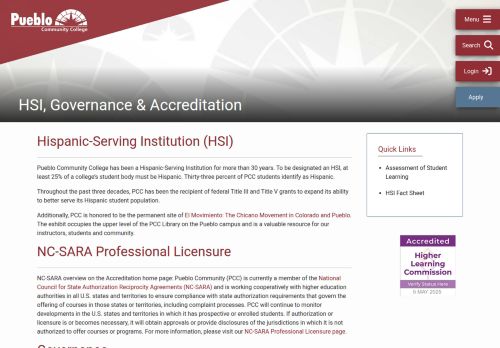 Pueblo
Community College
Menu
Search
Login
Apply
HSI, Governance & Accreditation
Hispanic-Serving Institution (HSI)
Pueblo Community College has been a Hispanic-Serving Institution for more than 30 years. To be designated an HSI, at
least 25% of a college's student body must be Hispanic. Thirty-three percent of PCC students identify as Hispanic.
Throughout the past three decades, PCC has been the recipient of federal Title III and Title V grants to expand its ability
to better serve its Hispanic student population.
Additionally, PCC is honored to be the permanent site of El Movimiento: The Chicano Movement in Colorado and Pueblo.
The exhibit occupies the upper level of the PCC Library on the Pueblo campus and is a valuable resource for our
instructors, students and community.
NC-SARA Professional Licensure
NC-SARA overview on the Accreditation home page: Pueblo Community (PCC) is currently a member of the National
Council for State Authorization Reciprocity Agreements (NC-SARA) and is working cooperatively with higher education
authorities in all U.S. states and territories to ensure compliance with state authorization requirements that govern the
offering of courses in those states or territories, including complaint processes. PCC will continue to monitor
developments in the U.S. states and territories in which it has prospective or enrolled students. If authorization
or licensure is or becomes necessary, it will obtain approvals or provide disclosures of the jurisdictions in which it is not
authorized to offer courses or programs. For more information, please visit our NC-SARA Professional Licensure page.
Governance
Quick Links
Assessment of Student
Learning
HSI Fact Sheet
Accredited
Higher
Learning
Commission
Verify Status Here
5 MAY 2025